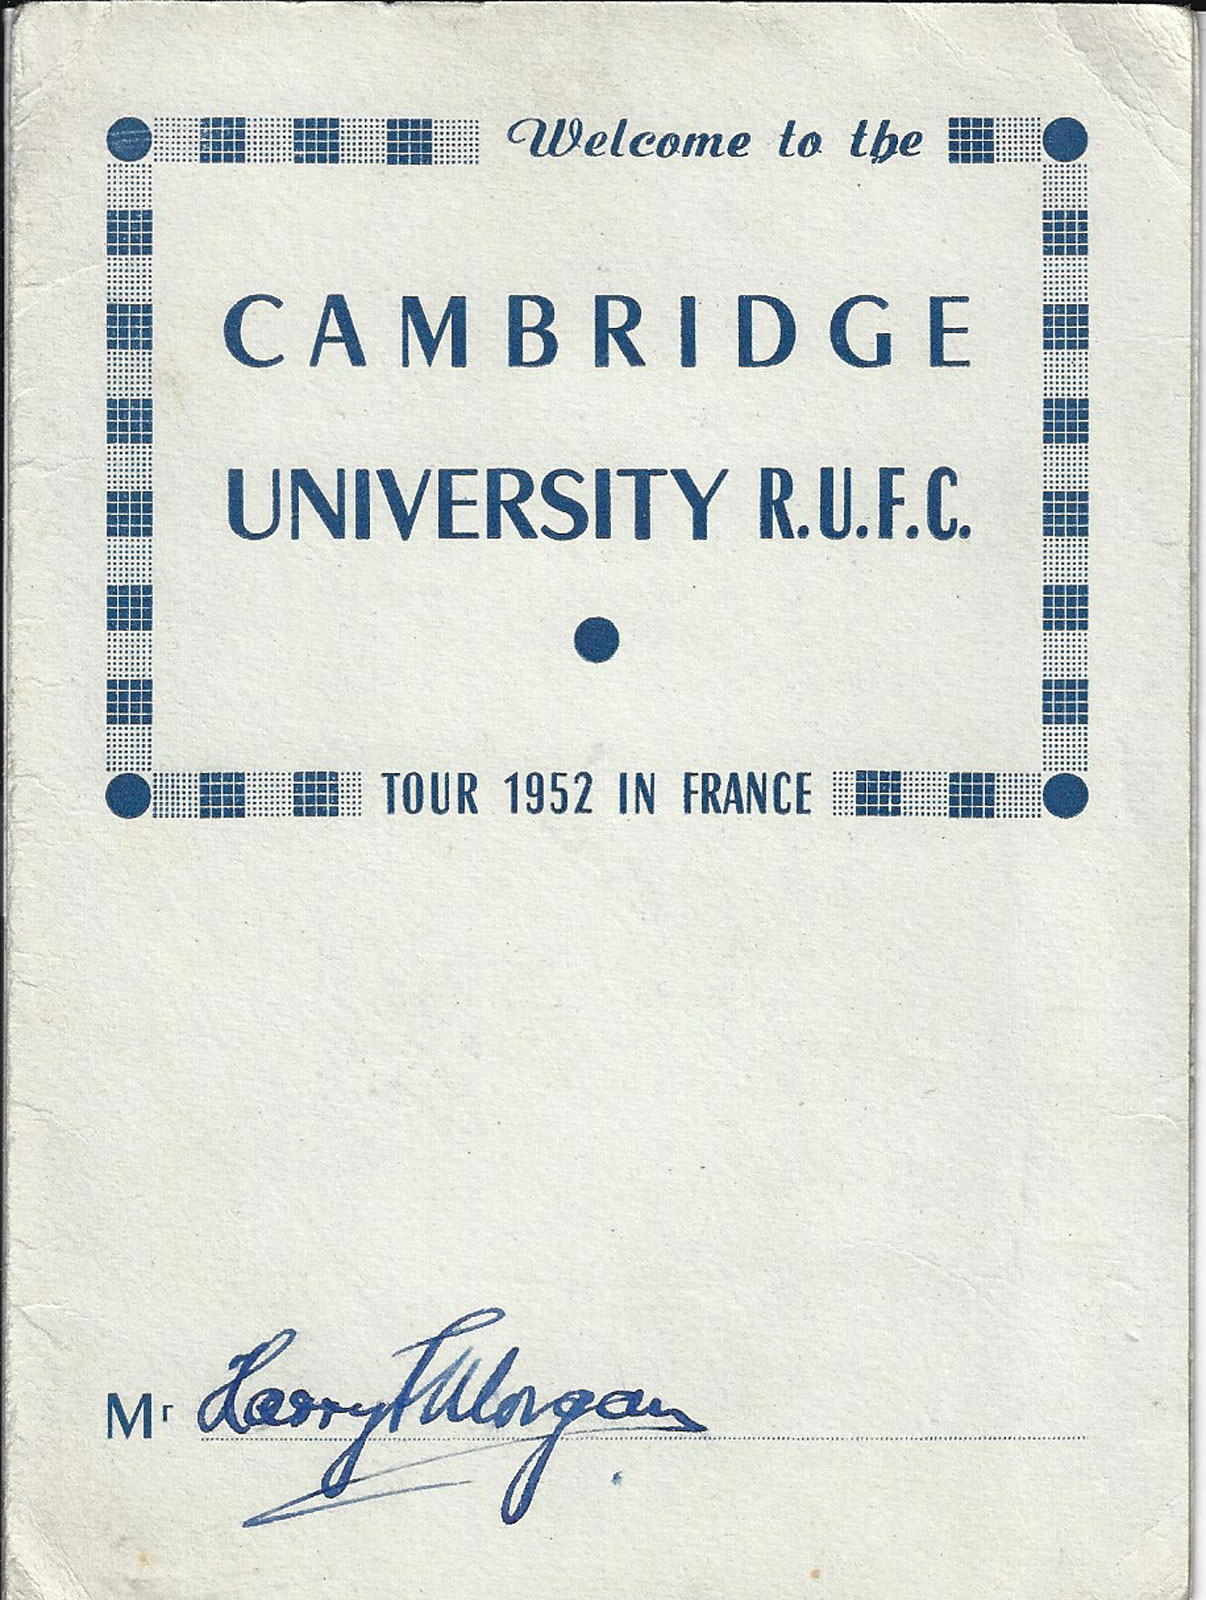 Welcome to the
CAMBRIDGE
UNIVERSITY R.U.F.C.
TOUR 1952 IN FRANCE
Mr Harry Morgan